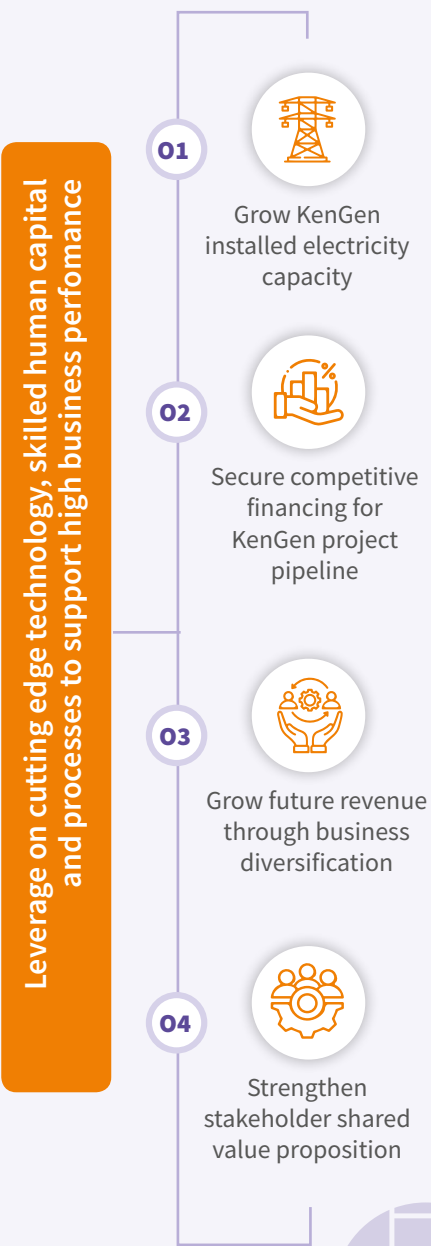 Leverage on cutting edge technology, skilled human capital
and processes to support high business perfomance
01
Grow KenGen
installed electricity
capacity
%
02
Secure competitive
financing for
KenGen project
pipeline
03
Grow future revenue
through business
diversification
04
Strengthen
stakeholder shared
value proposition